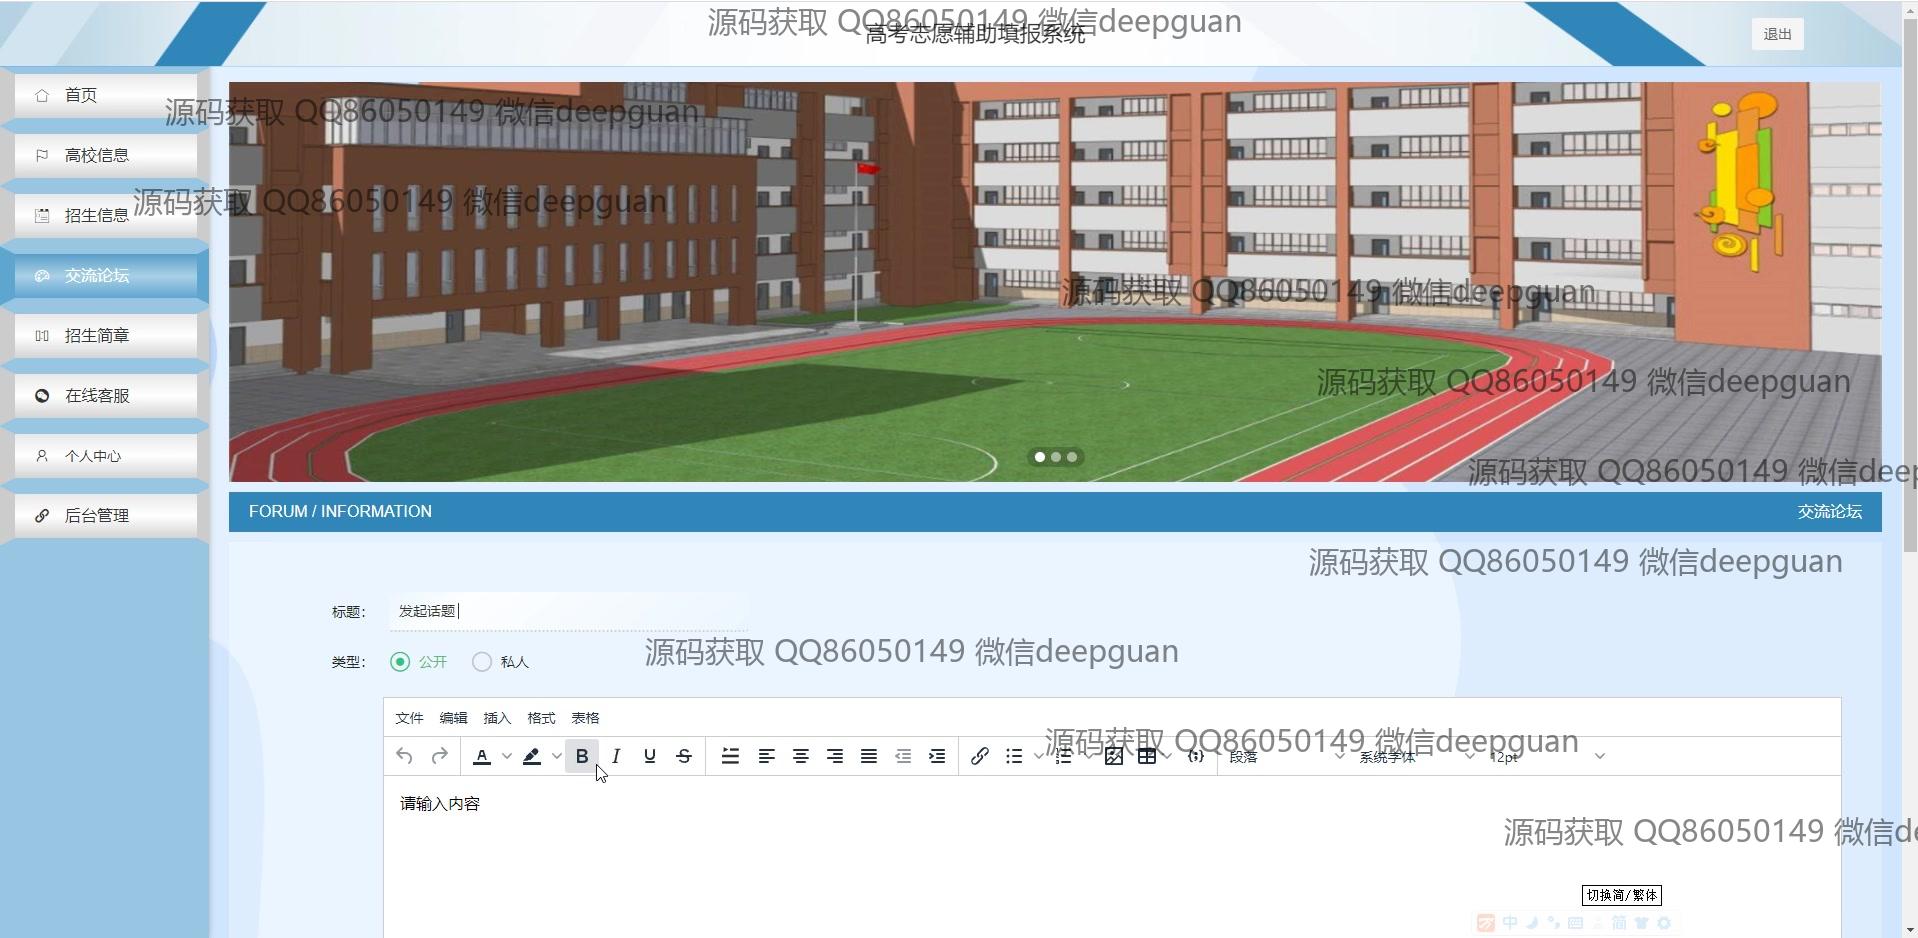 源码获取 QQ86050149 微信deepguan
高考志愿辅助填报系统
退出
首页
源码获取 QQ86050149 微信deepguan
高校信息
源码获取 QQ86050149 微信deepguan
招生信息
交流论坛
源码获取 QQ86050149 微信deepguan
招生简章
源码获取 QQ86050149 微信deepguan
在线客服
个人中心
源码获取 QQ86050149 微信deep
后台管理
FORUM / INFORMATION
交流论坛
源码获取 QQ86050149 微信deepguan
标题：
发起话题
源码获取 QQ86050149 微信deepguan
类型：
公开
私人
文件 编辑 插入 格式 表格
源码获取 QQ86050149 微信deepguan
A B I U S 段落 系统字体 12pt
请输入内容
源码获取 QQ86050149 微信de
切换简/繁体
中 简